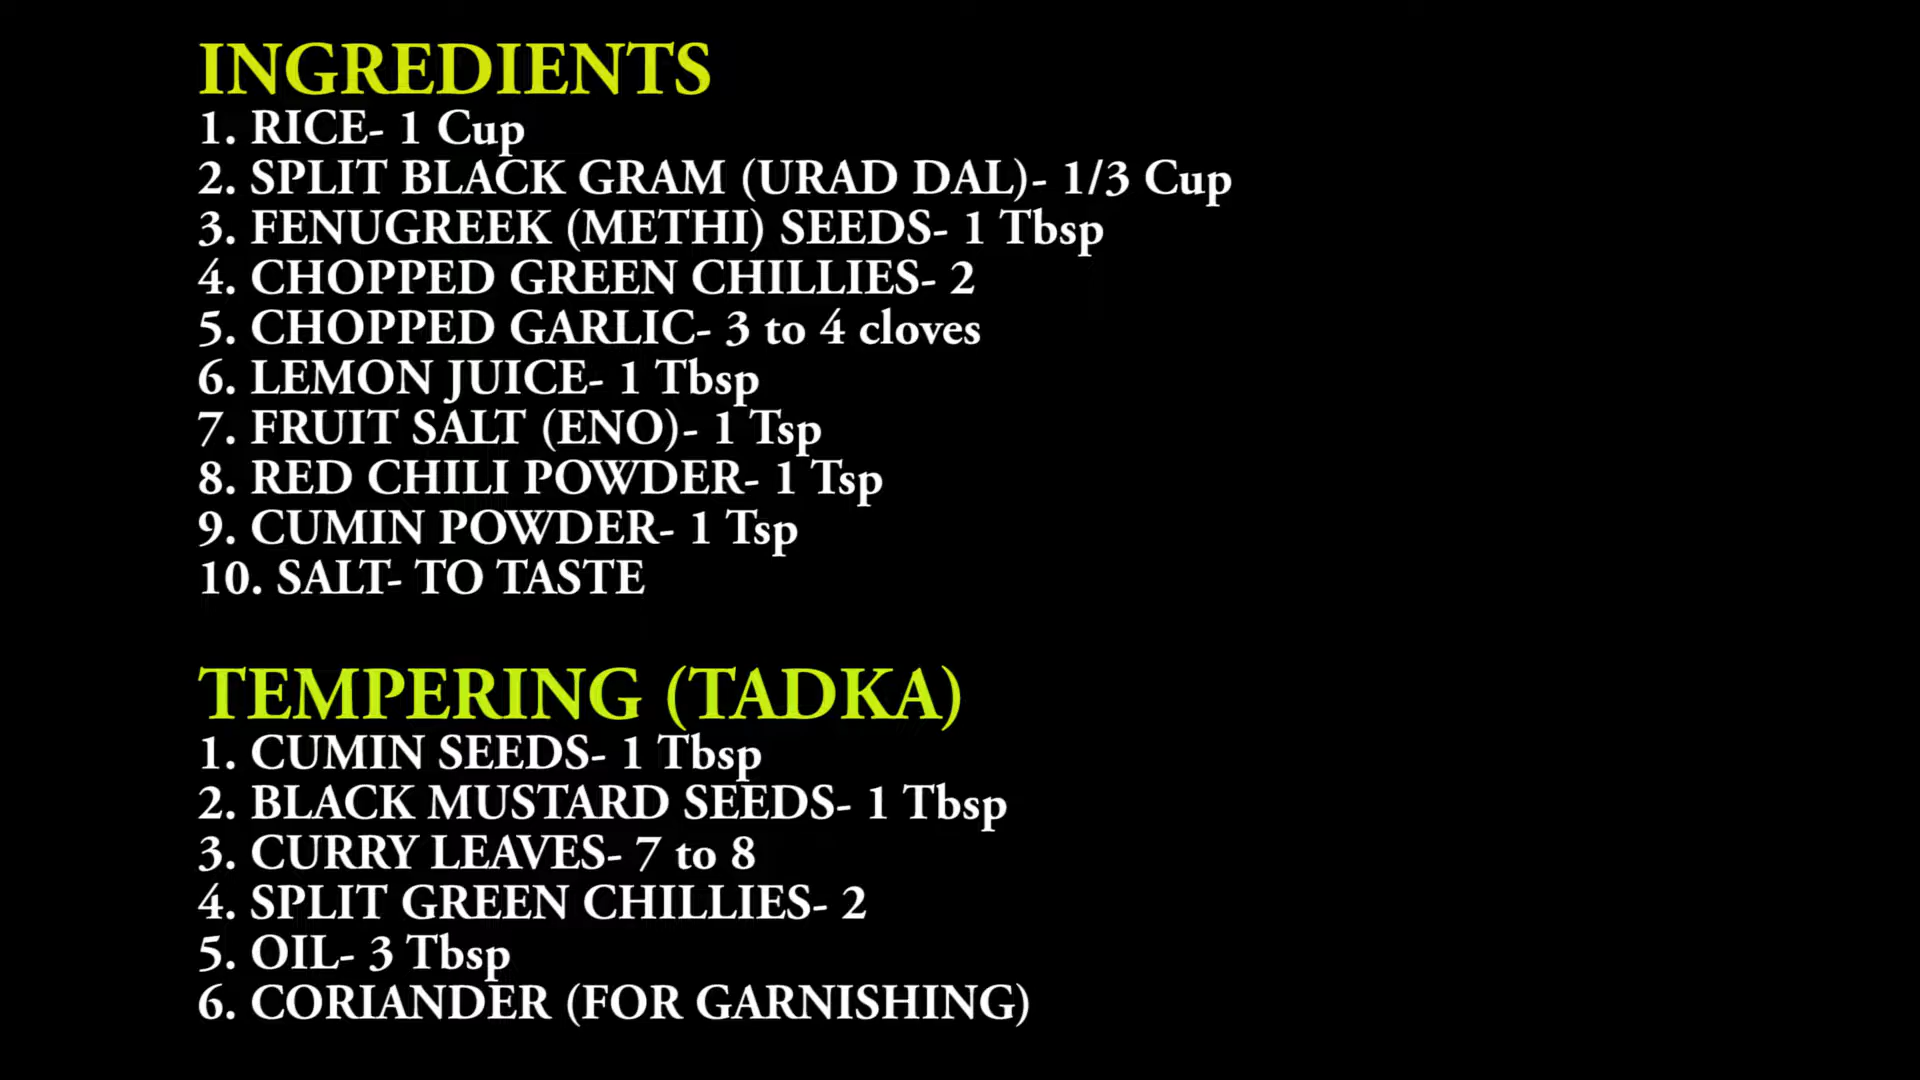 INGREDIENTS
1. RICE- 1 Cup
2. SPLIT BLACK GRAM (URAD DAL)- 1/3 Cup
3. FENUGREEK (METHI) SEEDS- 1 Tbsp
4. CHOPPED GREEN CHILLIES- 2
5. CHOPPED GARLIC- 3 to 4 cloves
6. LEMON JUICE- 1 Tbsp
7. FRUIT SALT (ENO)- 1 Tsp
8. RED CHILI POWDER- 1 Tsp
9. CUMIN POWDER- 1 Tsp
10. SALT- TO TASTE
TEMPERING (TADKA)
1. CUMIN SEEDS- 1 Tbsp
2. BLACK MUSTARD SEEDS- 1 Tbsp
3. CURRY LEAVES- 7 to 8
4. SPLIT GREEN CHILLIES- 2
5. OIL- 3 Tbsp
6. CORIANDER (FOR GARNISHING)